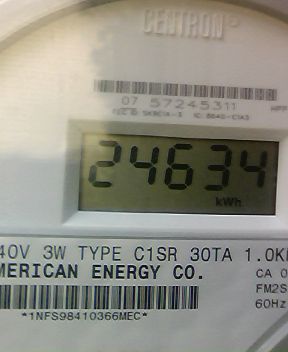 CENTRON®
07 57245311
24634
kWh
40V 3W TYPE C1SR 30TA 1.0K
MERICAN ENERGY CO.
CA 0
FM2S
60Hz
*1NFS98410366MEC*